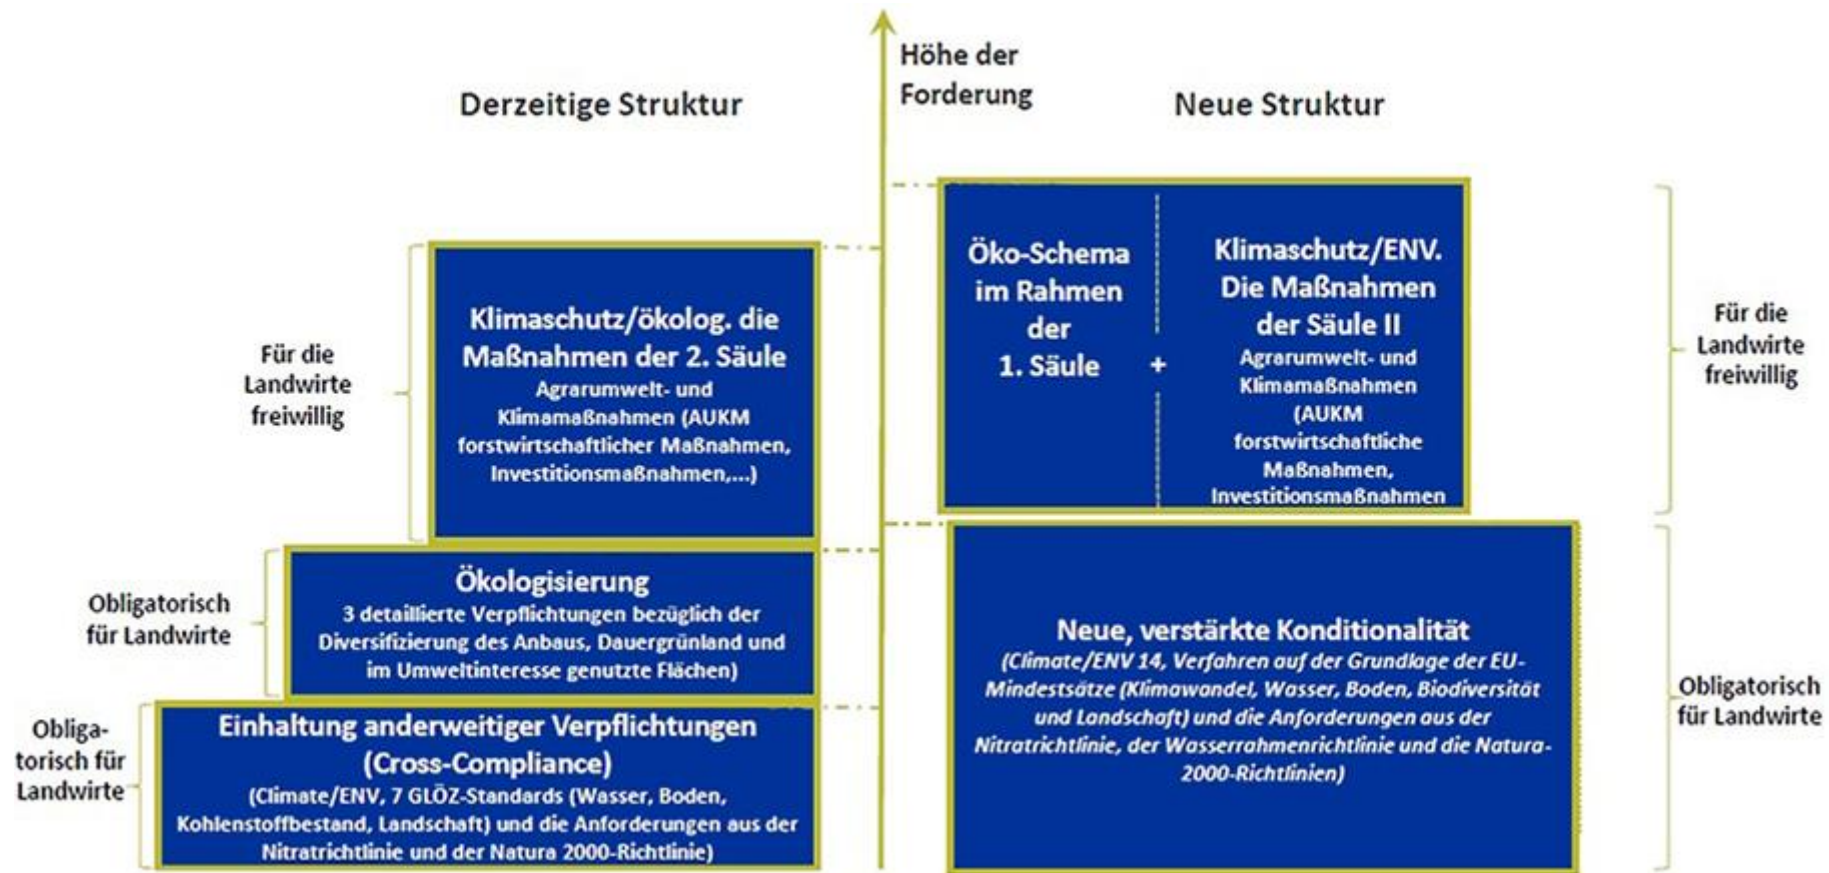 Höhe der
Forderung
Derzeitige Struktur
Für die
Landwirte
freiwillig
Klimaschutz/ökolog. die
Maßnahmen der 2. Säule
Agrarumwelt- und
Klimamaßnahmen (AUKM
forstwirtschaftlicher Maßnahmen,
Investitionsmaßnahmen,...)
Obligatorisch
für Landwirte
Ökologisierung
3 detaillierte Verpflichtungen bezüglich der
Diversifizierung des Anbaus, Dauergrünland und
im Umweltinteresse genutzte Flächen)
Obliga-
torisch für
Landwirte
Einhaltung anderweitiger Verpflichtungen
(Cross-Compliance)
(Climate/ENV, 7 GLÖZ-Standards (Wasser, Boden,
Kohlenstoffbestand, Landschaft) und die Anforderungen aus der
Nitratrichtlinie und der Natura 2000-Richtlinie)
Neue Struktur
Öko-Schema
im Rahmen
der
1. Säule
+
Klimaschutz/ENV.
Die Maßnahmen
der Säule II
Agrarumwelt- und
Klimamaßnahmen
(AUKM
forstwirtschaftliche
Maßnahmen,
Investitionsmaßnahmen
Für die
Landwirte
freiwillig
Neue, verstärkte Konditionalität
(Climate/ENV 14, Verfahren auf der Grundlage der EU-
Mindestsätze (Klimawandel, Wasser, Boden, Biodiversität
und Landschaft) und die Anforderungen aus der
Nitratrichtlinie, der Wasserrahmenrichtlinie und die Natura-
2000-Richtlinien)
Obligatorisch
für Landwirte